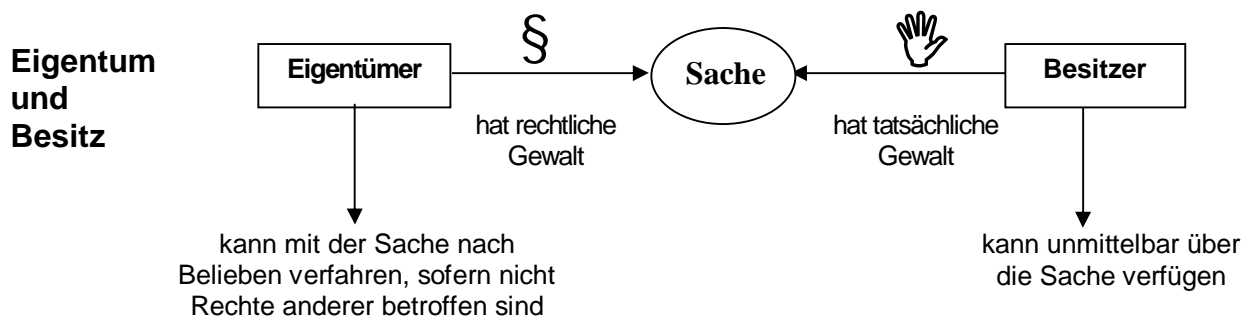 Eigentum
und
Besitz
Eigentümer
§
hat rechtliche
Gewalt
Sache
hat tatsächliche
Gewalt
Besitzer
kann mit der Sache nach
Belieben verfahren, sofern nicht
Rechte anderer betroffen sind
kann unmittelbar über
die Sache verfügen